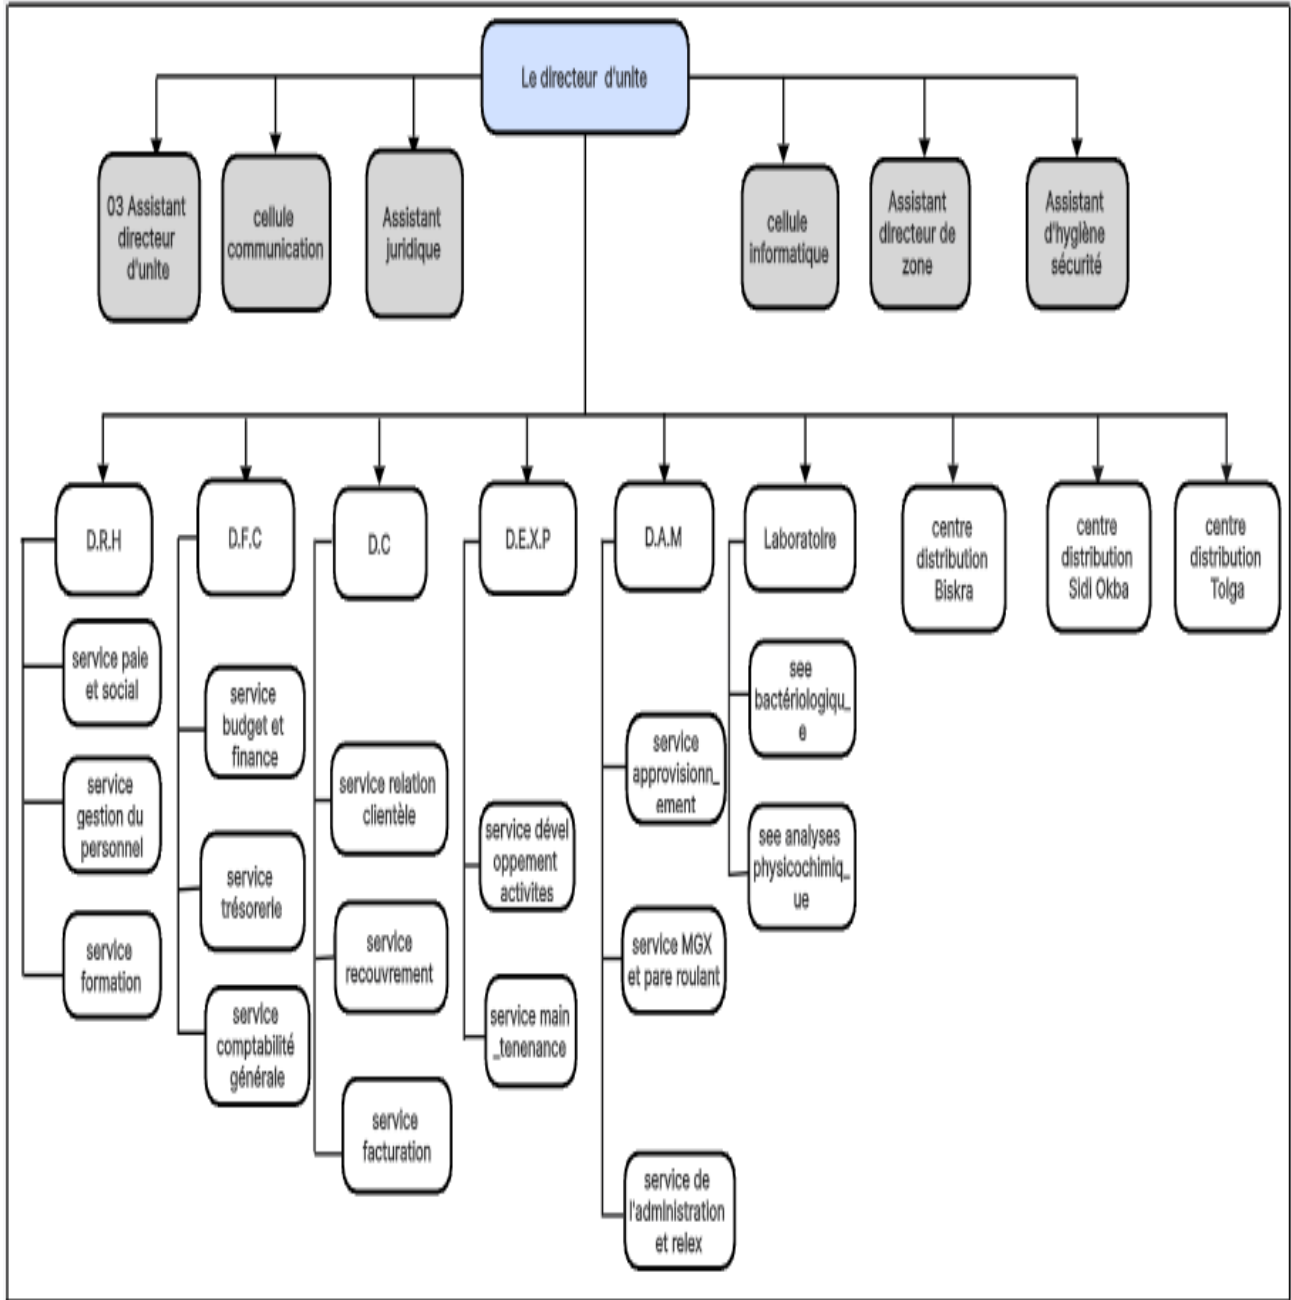 Le directeur d'unite
03 Assistant
directeur
d'unite
cellule
communication
Assistant
juridique
cellule
informatique
Assistant
directeur de
zone
Assistant
d'hygiène
sécurité
D.R.H
D.F.C
D.C
D.E.X.P
D.A.M
Laboratoire
centre
distribution
Biskra
centre
distribution
Sidi Okba
centre
distribution
Tolga
service paie
et social
service
gestion du
personnel
service
formation
service
budget et
finance
service
trésorerie
service
comptabilité
générale
service relation
clientèle
service
recouvrement
service
facturation
service dével
oppement
activites
service main
_tenenance
service
approvisionn_
ement
service MGX
et pare roulant
service de
l'administration
et relex
see
bactériologiqu_
e
see analyses
physicochimiq_
ue